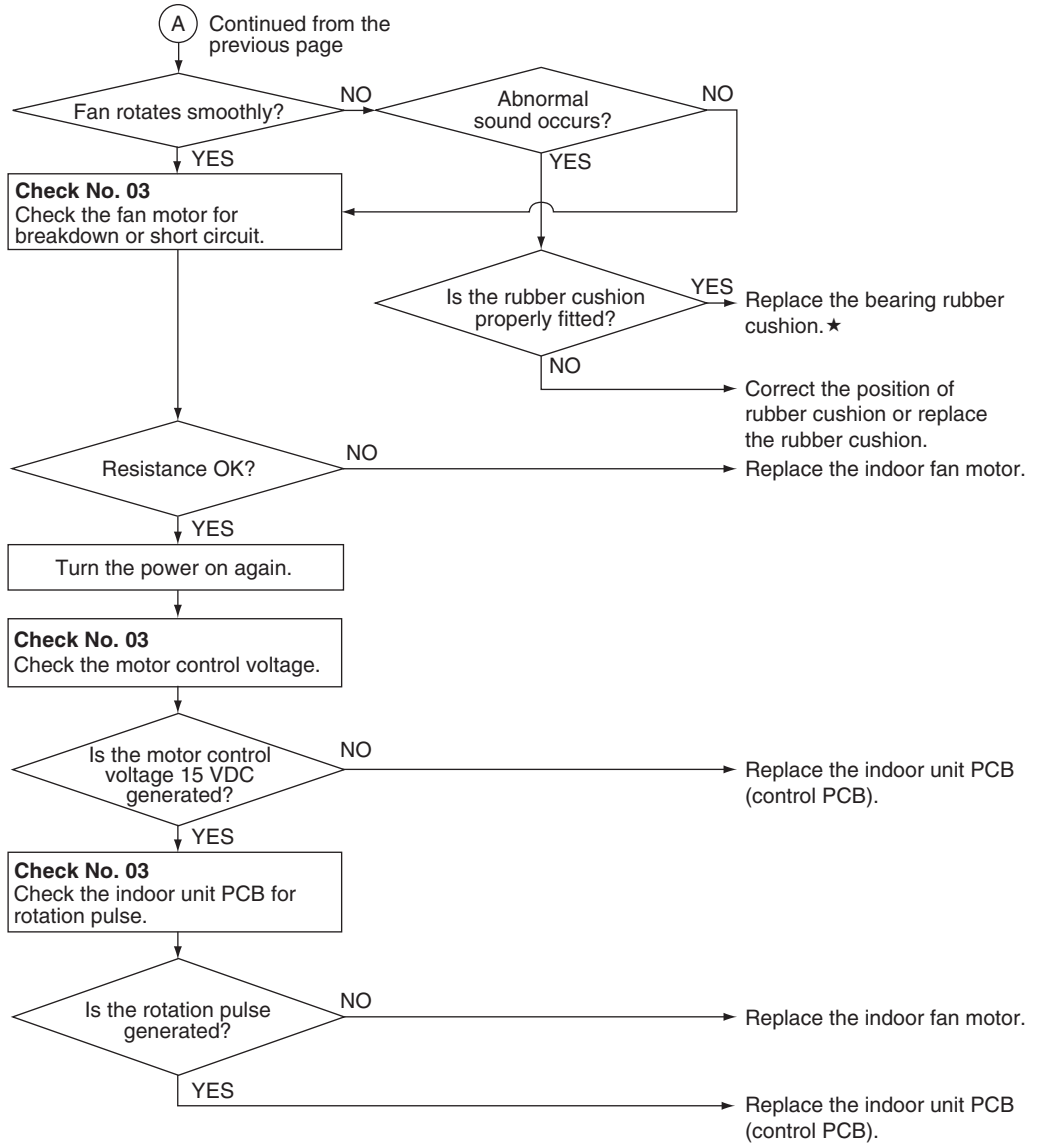 A
Continued from the
previous page
Fan rotates smoothly?
NO
Abnormal
sound occurs?
NO
YES
YES
Check No. 03
Check the fan motor for
breakdown or short circuit.
Is the rubber cushion
properly fitted?
YES
Replace the bearing rubber
cushion.★
NO
Correct the position of
rubber cushion or replace
the rubber cushion.
Resistance OK?
NO
Replace the indoor fan motor.
YES
Turn the power on again.
Check No. 03
Check the motor control voltage.
Is the motor control
voltage 15 VDC
generated?
NO
Replace the indoor unit PCB
(control PCB).
YES
Check No. 03
Check the indoor unit PCB for
rotation pulse.
Is the rotation pulse
generated?
NO
Replace the indoor fan motor.
YES
Replace the indoor unit PCB
(control PCB).